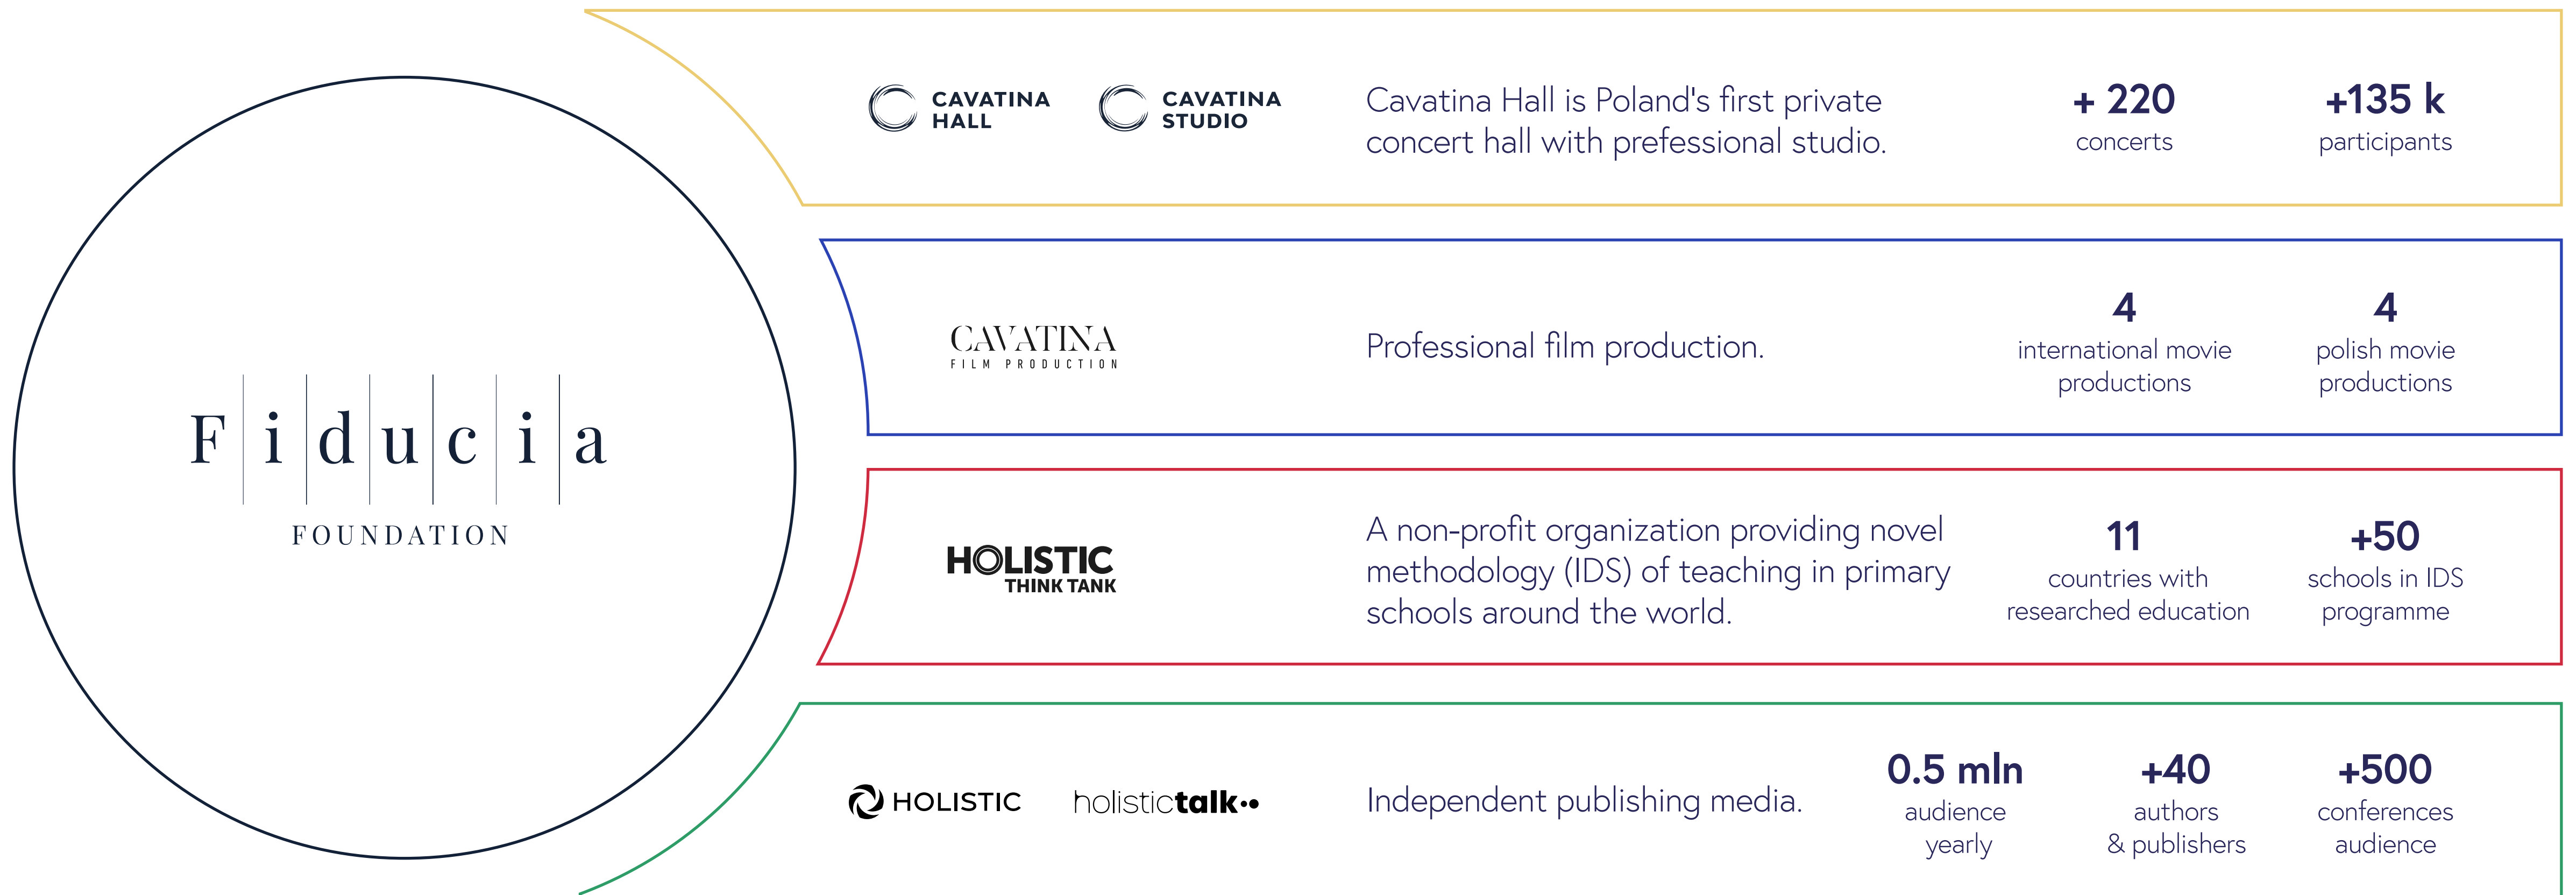 Fiducia
FOUNDATION
CAVATINA
HALL
CAVATINA
STUDIO
Cavatina Hall is Poland's first private
concert hall with prefessional studio.
+ 220
concerts
+135 k
participants
CAVATINA
FILM PRODUCTION
Professional film production.
4
international movie
productions
4
polish movie
productions
HOLISTIC
THINK TANK
A non-profit organization providing novel
methodology (IDS) of teaching in primary
schools around the world.
11
countries with
researched education
+50
schools in IDS
programme
HOLISTIC
holistictalk
Independent publishing media.
0.5 mln
audience
yearly
+40
authors
& publishers
+500
conferences
audience